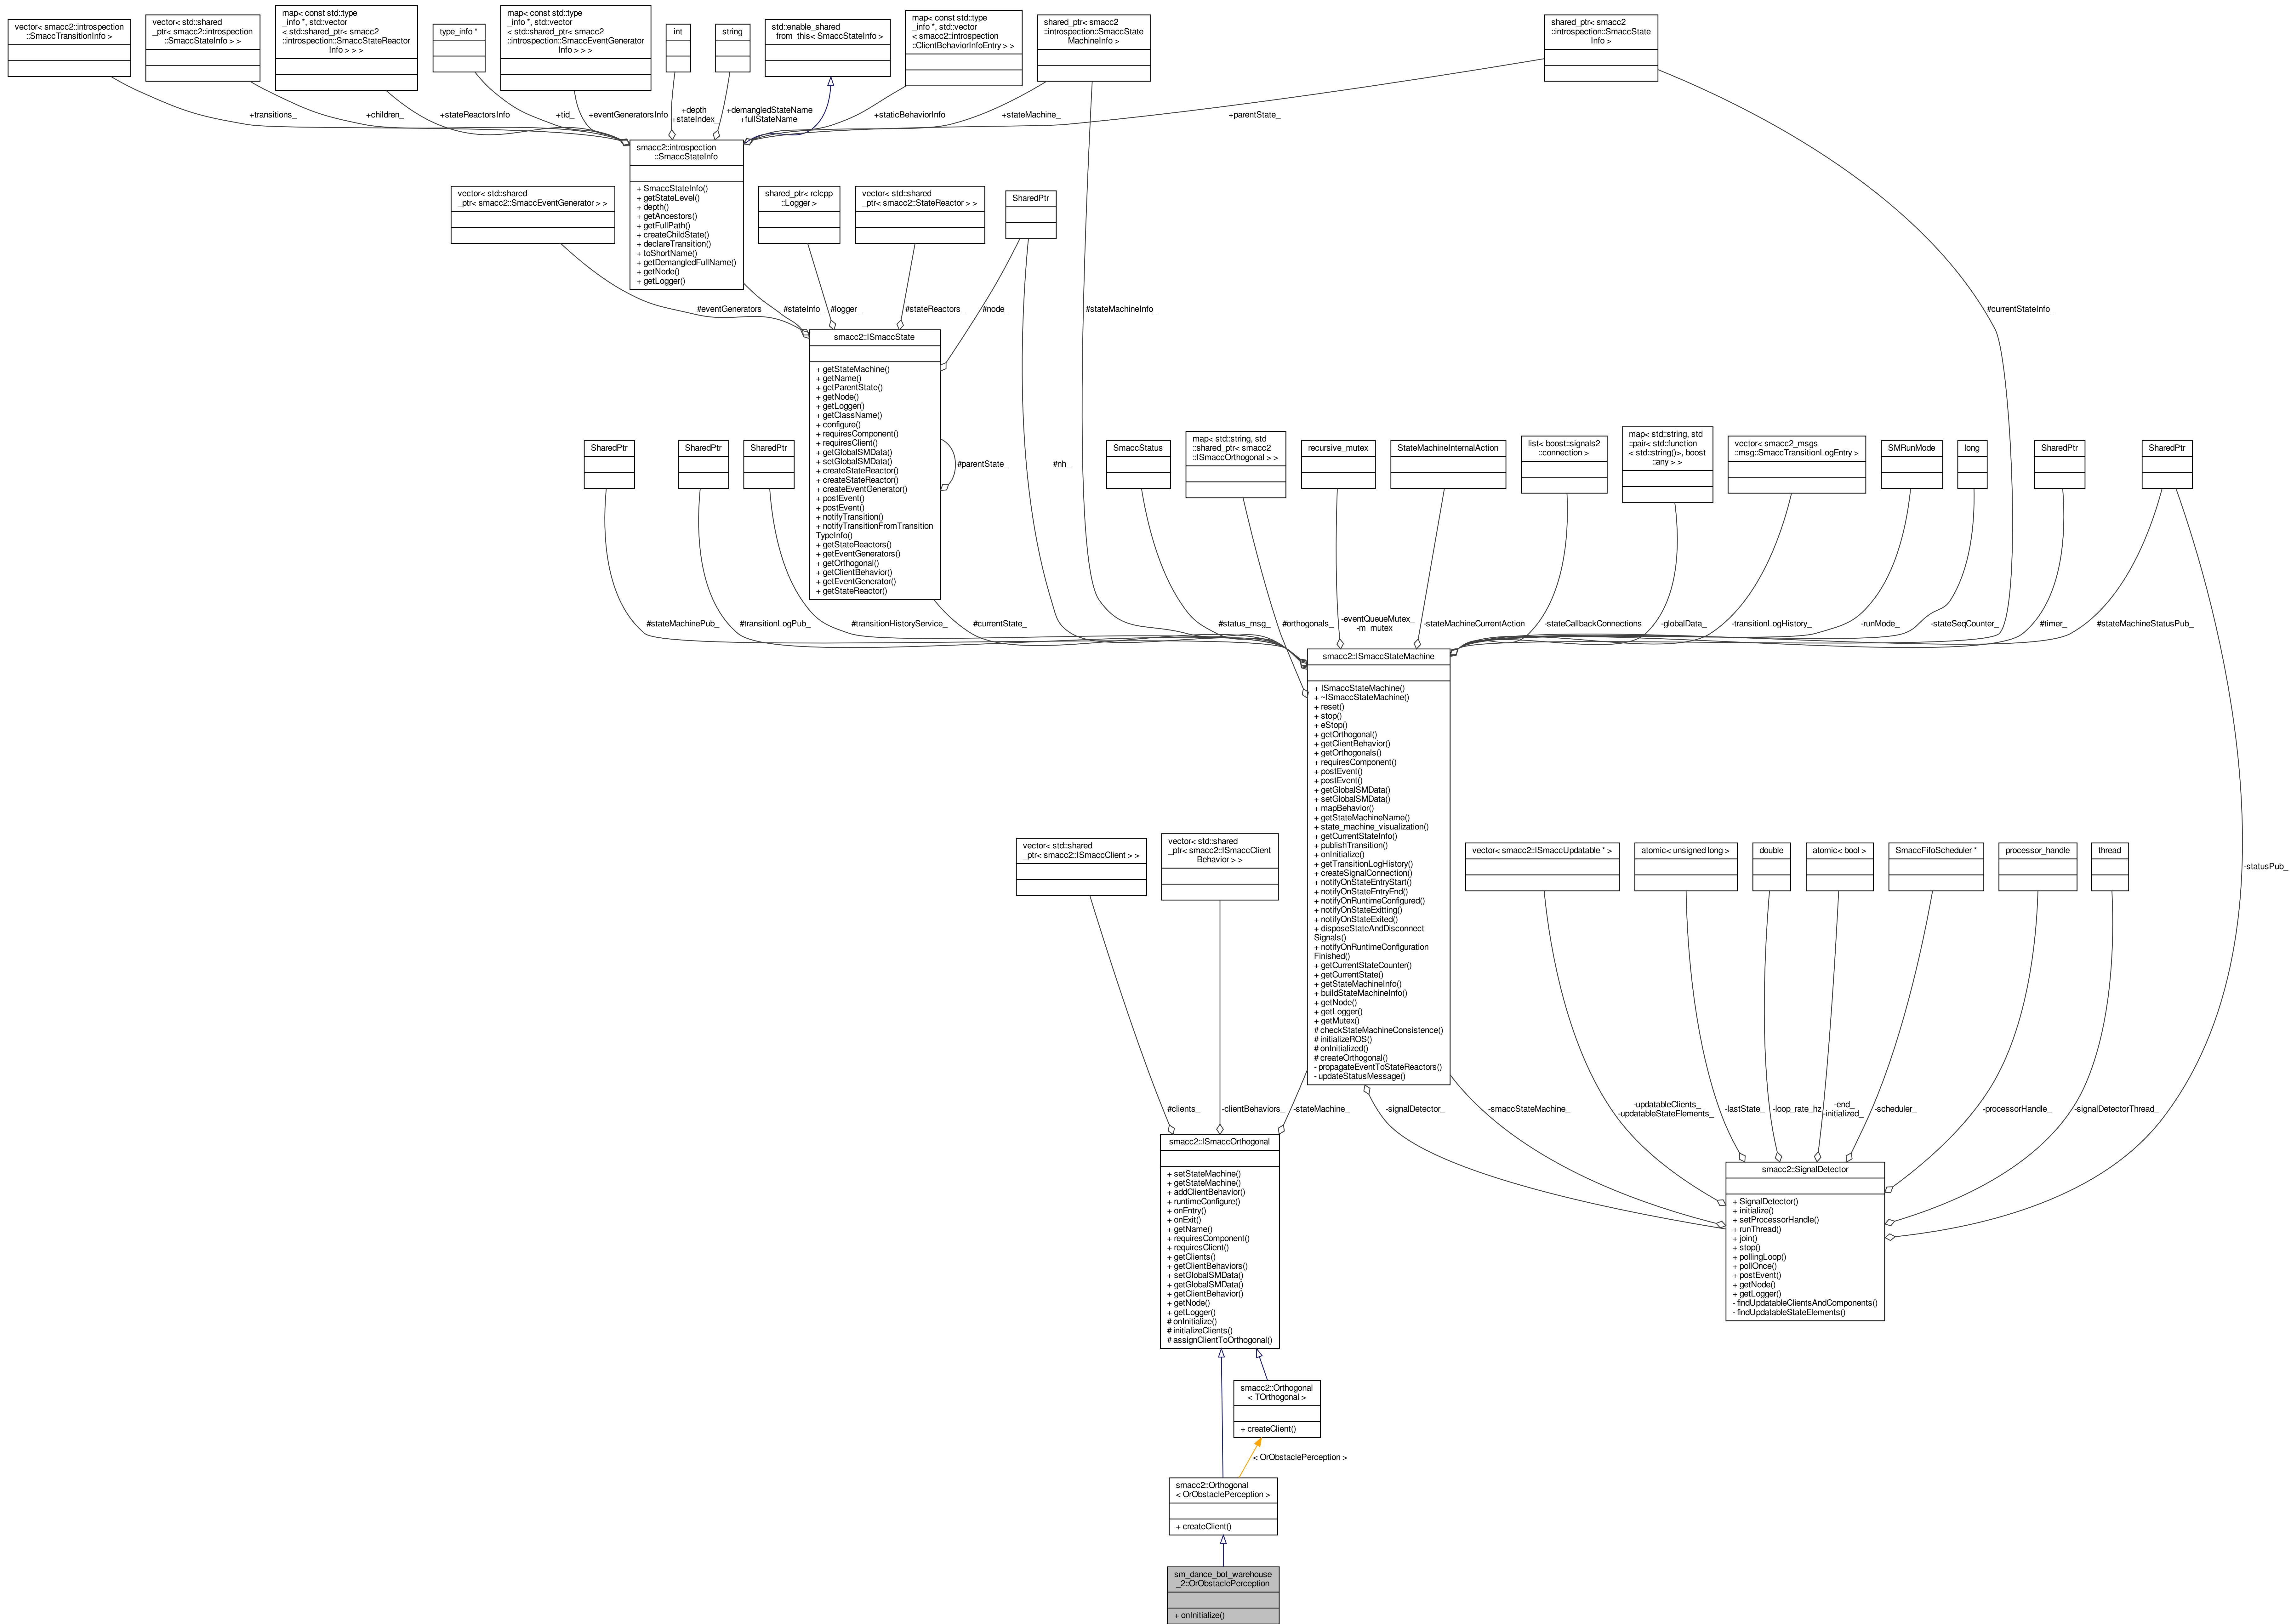 vector< smacc2::introspection
::SmaccTransitionInfo >
vector< std::shared
_ptr< smacc2::introspection
::SmaccStateInfo > >
map< const std::type
_info *, std::vector
< std::shared_ptr< smacc2
::introspection::SmaccStateReactor
Info > > >
type_info *
map< const std::type
_info *, std::vector
< std::shared_ptr< smacc2
::introspection::SmaccEventGenerator
Info > > >
int
string
std::enable_shared
_from_this< SmaccStateInfo >
map< const std::type
_info *, std::vector
< smacc2::introspection
::ClientBehaviorInfoEntry > >
shared_ptr< smacc2
::introspection::SmaccState
MachineInfo >
shared_ptr< smacc2
::introspection::SmaccState
Info >
+transitions_
+children_
+stateReactorsInfo
+tid_
+eventGeneratorsInfo
+depth_
+stateIndex_
+demangledStateName
+fullStateName
+staticBehaviorInfo
+stateMachine_
+parentState_
smacc2::introspection
::SmaccStateInfo
+ SmaccStateInfo()
+ getStateLevel()
+ depth()
+ getAncestors()
+ getFullPath()
+ createChildState()
+ declareTransition()
+ toShortName()
+ getDemangledFullName()
+ getNode()
+ getLogger()
vector< std::shared
_ptr< smacc2::SmaccEventGenerator > >
shared_ptr< rclcpp
::Logger >
vector< std::shared
_ptr< smacc2::StateReactor > >
SharedPtr
#eventGenerators_
#stateInfo_
#logger_
#stateReactors_
#node_
#stateMachineInfo_
#currentStateInfo_
smacc2::ISmaccState
+ getStateMachine()
+ getName()
+ getParentState()
+ getNode()
+ getLogger()
+ getClassName()
+ configure()
+ requiresComponent()
+ requiresClient()
+ getGlobalSMData()
+ setGlobalSMData()
+ createStateReactor()
+ createStateReactor()
+ createEventGenerator()
+ postEvent()
+ postEvent()
+ notifyTransition()
+ notifyTransitionFromTransition
TypeInfo()
+ getStateReactors()
+ getEventGenerators()
+ getOrthogonal()
+ getClientBehavior()
+ getEventGenerator()
+ getStateReactor()
#parentState_
#nh_
SharedPtr
SharedPtr
SharedPtr
SmaccStatus
map< std::string, std
::shared_ptr< smacc2
::ISmaccOrthogonal > >
recursive_mutex
StateMachineInternalAction
list< boost::signals2
::connection >
map< std::string, std
::pair< std::function
< std::string()>, boost
::any > >
vector< smacc2_msgs
::msg::SmaccTransitionLogEntry >
SMRunMode
long
SharedPtr
SharedPtr
#stateMachinePub_
#transitionLogPub_
#transitionHistoryService_
#currentState_
#status_msg_
#orthogonals_
-eventQueueMutex_
-m_mutex_
-stateMachineCurrentAction
-stateCallbackConnections
-globalData_
-transitionLogHistory_
-runMode_
-stateSeqCounter_
#timer_
#stateMachineStatusPub_
smacc2::ISmaccStateMachine
+ ISmaccStateMachine()
+ ~ISmaccStateMachine()
+ reset()
+ stop()
+ eStop()
+ getOrthogonal()
+ getClientBehavior()
+ getOrthogonals()
+ requiresComponent()
+ postEvent()
+ postEvent()
+ getGlobalSMData()
+ setGlobalSMData()
+ mapBehavior()
+ getStateMachineName()
+ state_machine_visualization()
+ getCurrentStateInfo()
+ publishTransition()
+ onInitialize()
+ getTransitionLogHistory()
+ createSignalConnection()
+ notifyOnStateEntryStart()
+ notifyOnStateEntryEnd()
+ notifyOnRuntimeConfigured()
+ notifyOnStateExitting()
+ notifyOnStateExited()
+ disposeStateAndDisconnect
Signals()
+ notifyOnRuntimeConfiguration
Finished()
+ getCurrentStateCounter()
+ getCurrentState()
+ getStateMachineInfo()
+ buildStateMachineInfo()
+ getNode()
+ getLogger()
+ getMutex()
# checkStateMachineConsistence()
# initializeROS()
# onInitialized()
# createOrthogonal()
- propagateEventToStateReactors()
- updateStatusMessage()
vector< std::shared
_ptr< smacc2::ISmaccClient > >
vector< std::shared
_ptr< smacc2::ISmaccClient
Behavior > >
vector< smacc2::ISmaccUpdatable * >
atomic< unsigned long >
double
atomic< bool >
SmaccFifoScheduler *
processor_handle
thread
-statusPub_
#clients_
-clientBehaviors_
-stateMachine_
-signalDetector_
-smaccStateMachine_
-updatableClients_
-updatableStateElements_
-lastState_
-loop_rate_hz
-end_
-initialized_
-scheduler_
-processorHandle_
-signalDetectorThread_
smacc2::ISmaccOrthogonal
+ setStateMachine()
+ getStateMachine()
+ addClientBehavior()
+ runtimeConfigure()
+ onEntry()
+ onExit()
+ getName()
+ requiresComponent()
+ requiresClient()
+ getClients()
+ getClientBehaviors()
+ setGlobalSMData()
+ getGlobalSMData()
+ getClientBehavior()
+ getNode()
+ getLogger()
# onInitialize()
# initializeClients()
# assignClientToOrthogonal()
smacc2::SignalDetector
+ SignalDetector()
+ initialize()
+ setProcessorHandle()
+ runThread()
+ join()
+ stop()
+ pollingLoop()
+ pollOnce()
+ postEvent()
+ getNode()
+ getLogger()
- findUpdatableClientsAndComponents()
- findUpdatableStateElements()
smacc2::Orthogonal
< TOrthogonal >
+ createClient()
< OrObstaclePerception >
smacc2::Orthogonal
< OrObstaclePerception >
+ createClient()
sm_dance_bot_warehouse
_2::OrObstaclePerception
+ onInitialize()